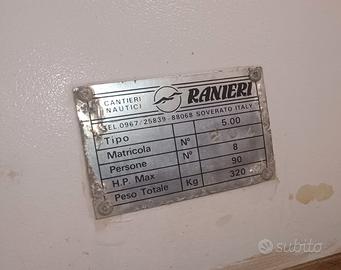 CANTIERI
NAUTICI
RANIERI
TEL.0967/25839-88068 SOVERATO ITALY
Tipo 5.00
Matricola N°
Persone N° 8
H.P. Max 90
Peso Totale Kg 320
subito